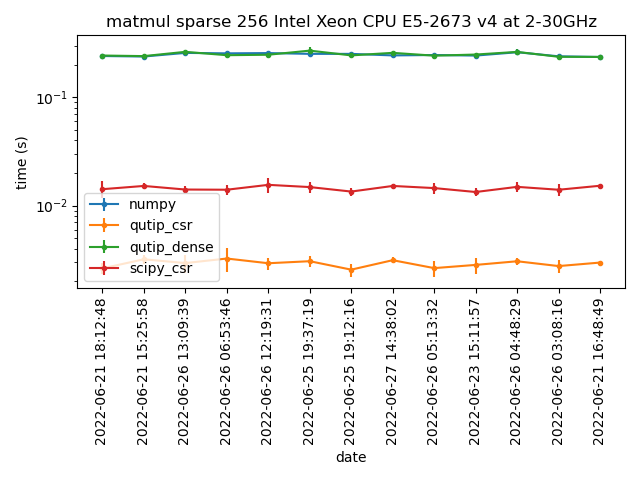 matmul sparse 256 Intel Xeon CPU E5-2673 v4 at 2-30GHz
time (s)
10⁻¹
10⁻²
numpy
qutip_csr
qutip_dense
scipy_csr
2022-06-21 18:12:48
2022-06-21 15:25:58
2022-06-26 13:09:39
2022-06-26 06:53:46
2022-06-26 12:19:31
2022-06-25 19:37:19
2022-06-25 19:12:16
2022-06-27 14:38:02
2022-06-26 05:13:32
2022-06-23 15:11:57
2022-06-26 04:48:29
2022-06-26 03:08:16
2022-06-21 16:48:49
date